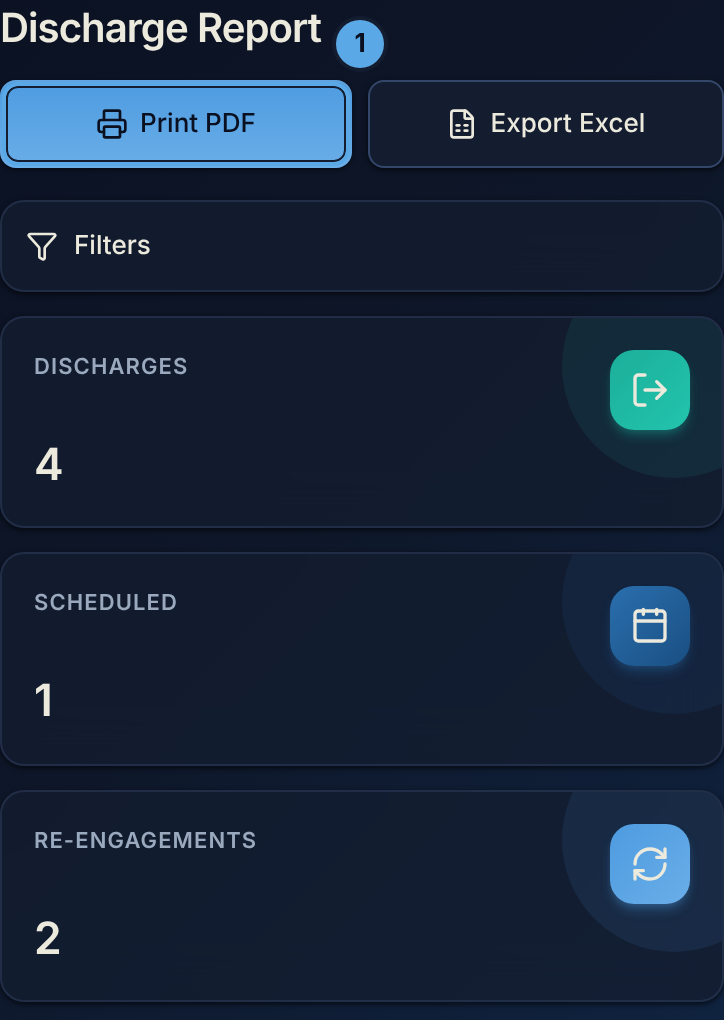 Discharge Report
1
Print PDF
Export Excel
Filters
DISCHARGES
4
SCHEDULED
1
RE-ENGAGEMENTS
2